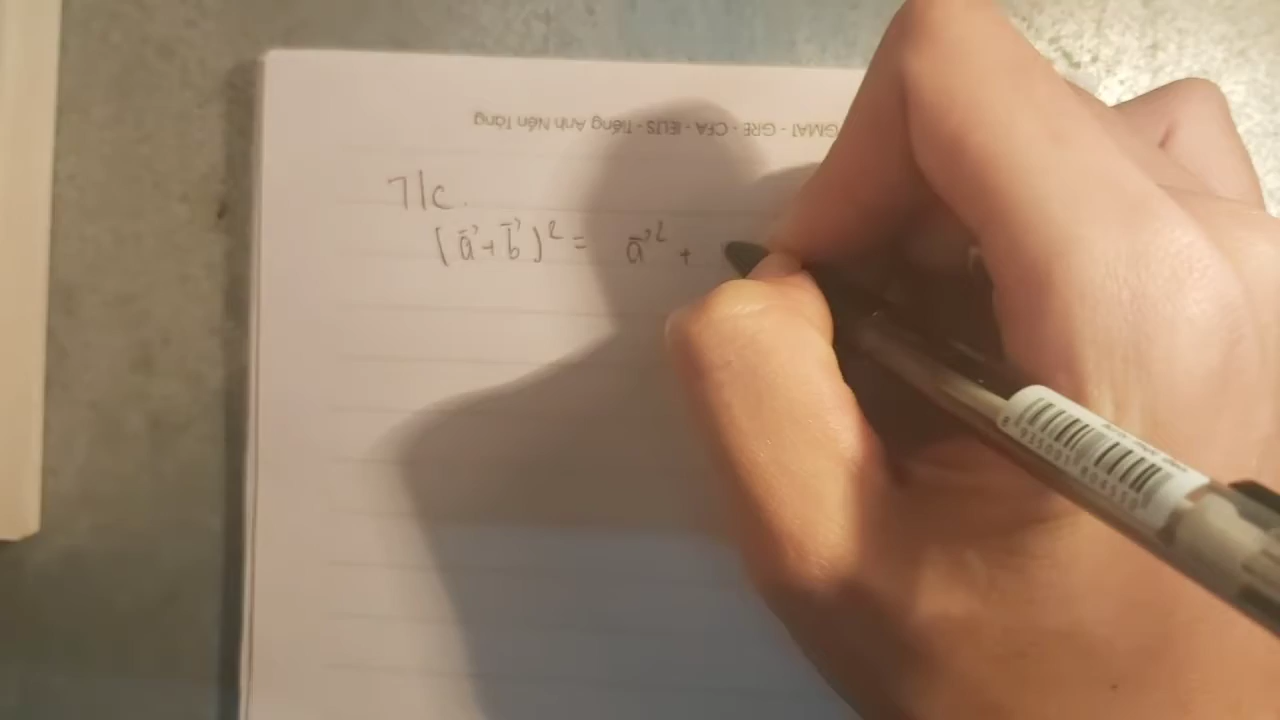 GMAT - GRE - CFA - IELTS - Tiếng Anh Nền Tảng
7/c.
(a⃗+b⃗)² = a⃗² +